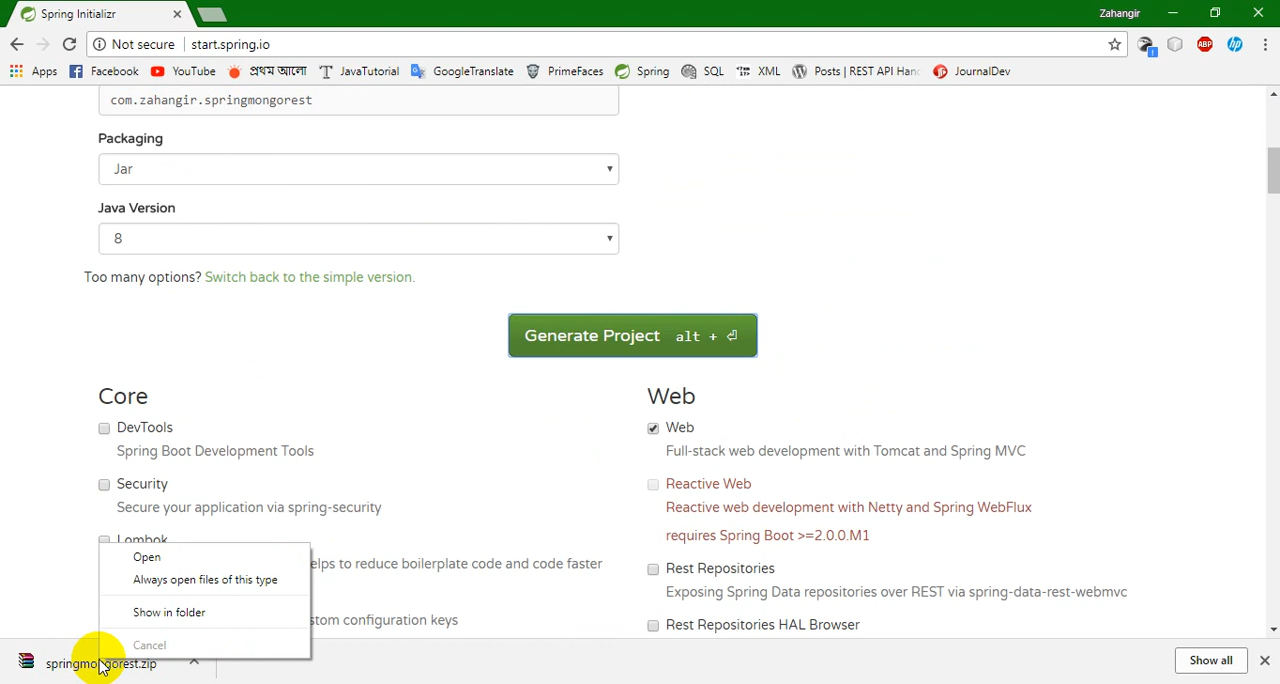 Spring Initializr
Zahangir
Not secure start.spring.io
ABP
hp
Apps Facebook YouTube প্রথম আলো JavaTutorial GoogleTranslate PrimeFaces Spring SQL XML Posts | REST API Han JournalDev
com.zahangir.springmongorest
Packaging
Jar
Java Version
8
Too many options? Switch back to the simple version.
Generate Project alt + ⏎
Core
Web
DevTools
Spring Boot Development Tools
Web
Full-stack web development with Tomcat and Spring MVC
Security
Secure your application via spring-security
Reactive Web
Reactive web development with Netty and Spring WebFlux
requires Spring Boot >=2.0.0.M1
Lombok
elps to reduce boilerplate code and code faster
stom configuration keys
Rest Repositories
Exposing Spring Data repositories over REST via spring-data-rest-webmvc
Rest Repositories HAL Browser
Open
Always open files of this type
Show in folder
Cancel
springmongorest.zip
Show all